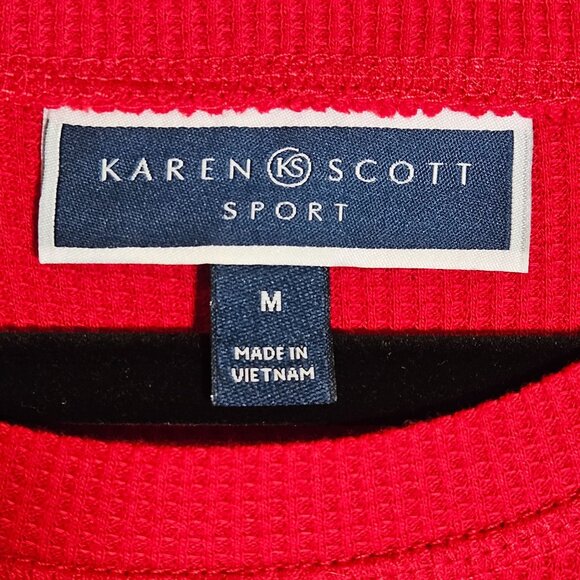 KAREN KS SCOTT
SPORT
M
MADE IN
VIETNAM